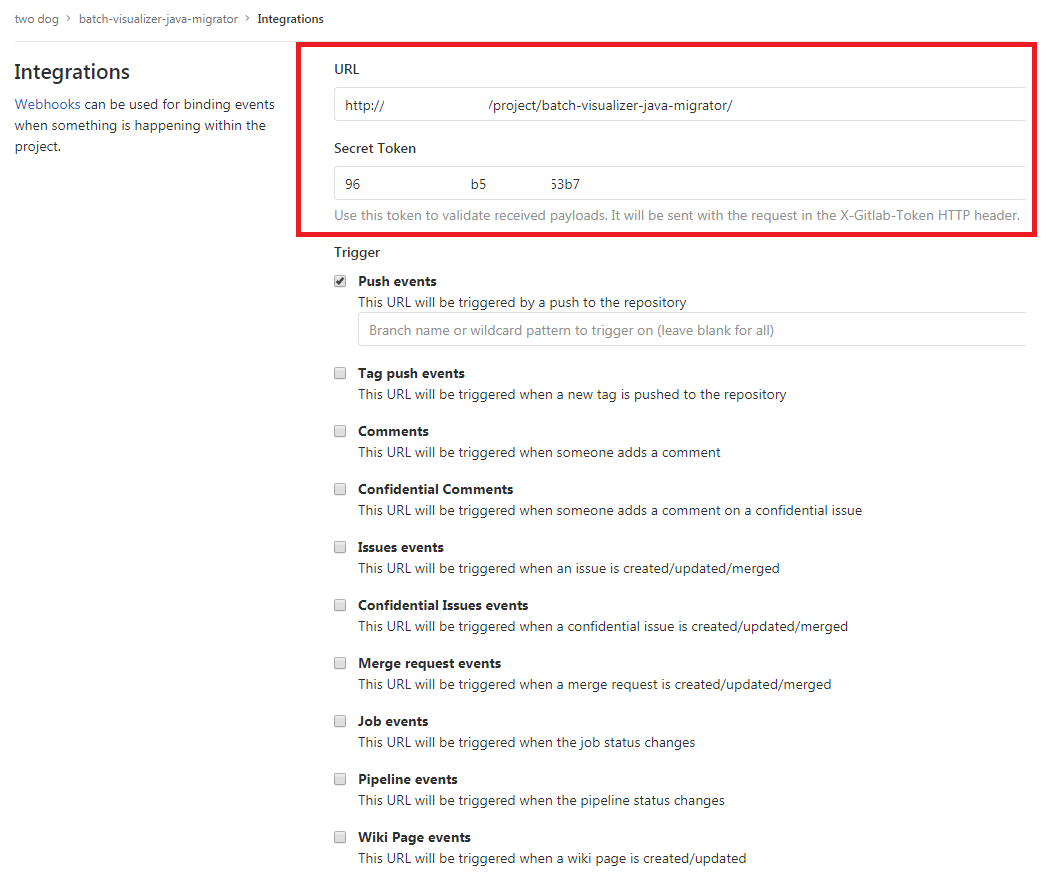 two dog > batch-visualizer-java-migrator > Integrations
Integrations
Webhooks can be used for binding events
when something is happening within the
project.
URL
http:// /project/batch-visualizer-java-migrator/
Secret Token
96 b5 53b7
Use this token to validate received payloads. It will be sent with the request in the X-Gitlab-Token HTTP header.
Trigger
Push events
This URL will be triggered by a push to the repository
Branch name or wildcard pattern to trigger on (leave blank for all)
Tag push events
This URL will be triggered when a new tag is pushed to the repository
Comments
This URL will be triggered when someone adds a comment
Confidential Comments
This URL will be triggered when someone adds a comment on a confidential issue
Issues events
This URL will be triggered when an issue is created/updated/merged
Confidential Issues events
This URL will be triggered when a confidential issue is created/updated/merged
Merge request events
This URL will be triggered when a merge request is created/updated/merged
Job events
This URL will be triggered when the job status changes
Pipeline events
This URL will be triggered when the pipeline status changes
Wiki Page events
This URL will be triggered when a wiki page is created/updated